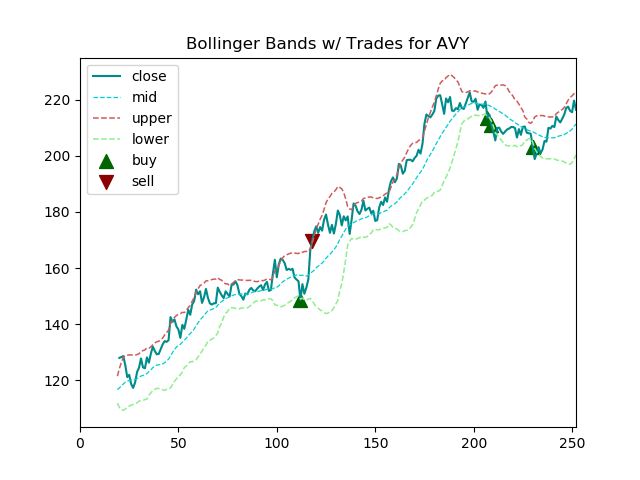 Bollinger Bands w/ Trades for AVY
close
mid
upper
lower
buy
sell
220
200
180
160
140
120
0 50 100 150 200 250